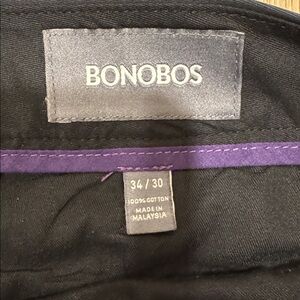 BONOBOS
34 / 30
100% COTTON
MADE IN
MALAYSIA